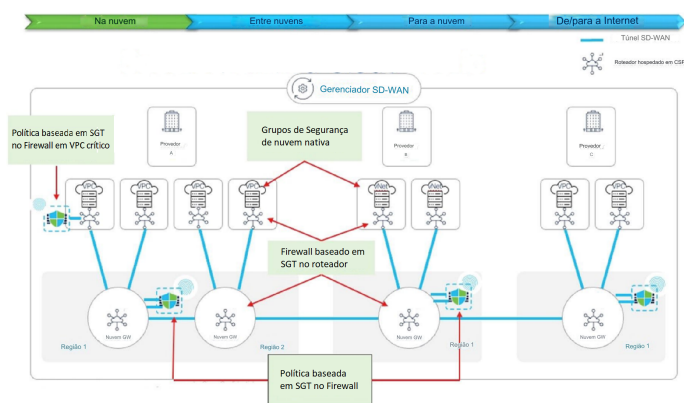 Na nuvem
Entre nuvens
Para a nuvem
De/para a Internet
Túnel SD-WAN
Roteador hospedado em CSP
Gerenciador SD-WAN
Política baseada em SGT
no Firewall em VPC crítico
Provedor
A
Grupos de Segurança
de nuvem nativa
Provedor
Provedor
VPC
VPC
VPC
VPC
vNet
vNet
VPC
VPC
Firewall baseado em
SGT no roteador
Nuvem GW
Nuvem GW
Nuvem GW
Nuvem GW
Região 1
Região 2
Região 1
Região 1
Política baseada
em SGT no Firewall